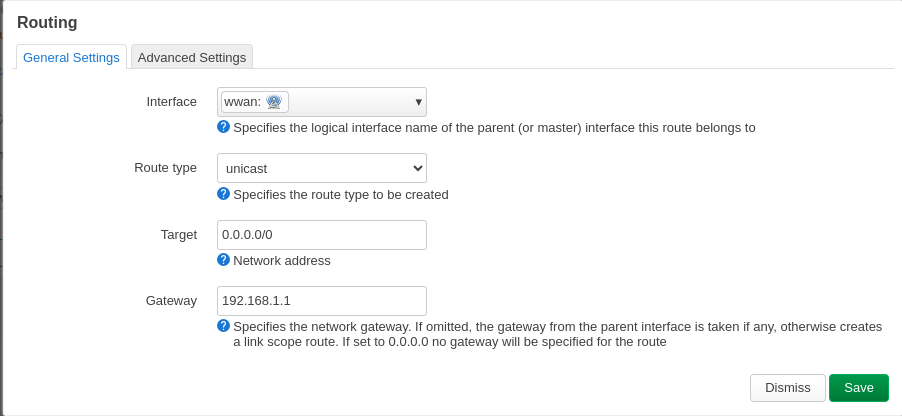 Routing
General Settings
Advanced Settings
Interface
wwan:
Specifies the logical interface name of the parent (or master) interface this route belongs to
Route type
unicast
Specifies the route type to be created
Target
0.0.0.0/0
Network address
Gateway
192.168.1.1
Specifies the network gateway. If omitted, the gateway from the parent interface is taken if any, otherwise creates
a link scope route. If set to 0.0.0.0 no gateway will be specified for the route
Dismiss
Save